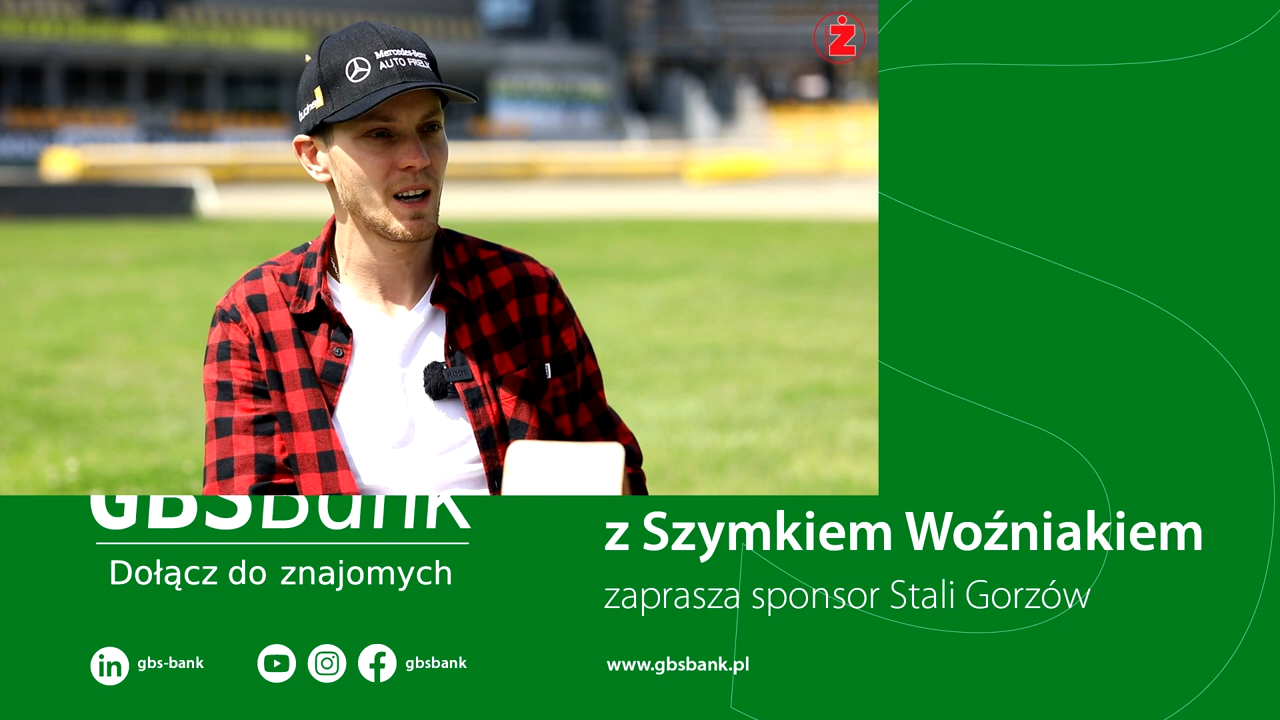 Mercedes-Benz
AUTO FRELIK
Ż
RODE
GBSBank
z Szymkiem Woźniakiem
Dołącz do znajomych
zaprasza sponsor Stali Gorzów
gbs-bank
gbsbank
www.gbsbank.pl